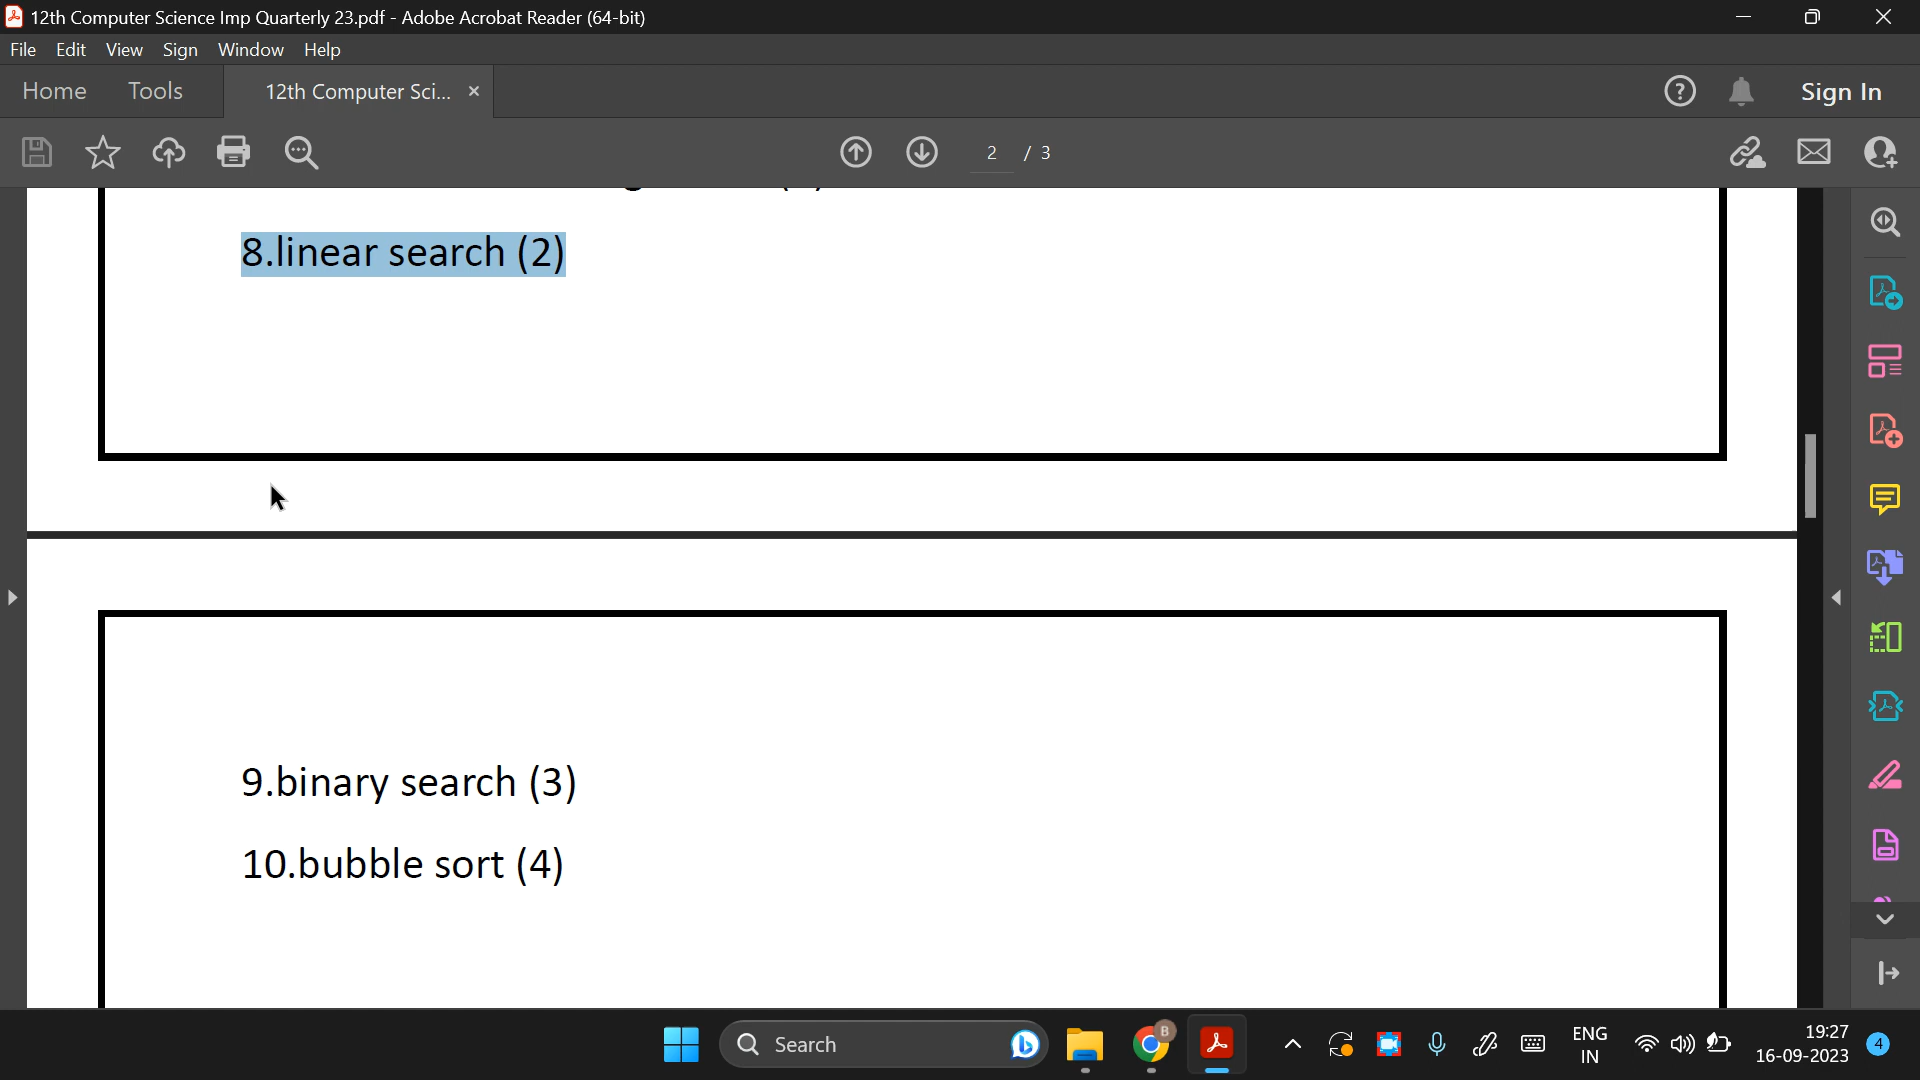 12th Computer Science Imp Quarterly 23.pdf - Adobe Acrobat Reader (64-bit)
File Edit View Sign Window Help
Home Tools 12th Computer Sci... × Sign In
2 / 3
8.linear search (2)
9.binary search (3)
10.bubble sort (4)
Search
B
ENG
IN
19:27
16-09-2023
4